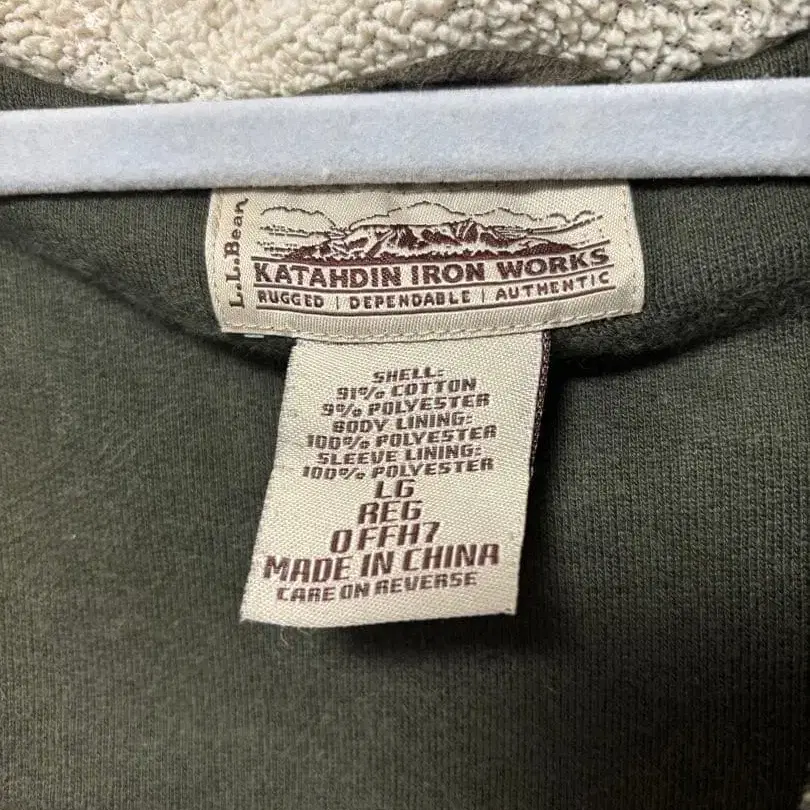 L.L.Bean
KATAHDIN IRON WORKS
RUGGED | DEPENDABLE | AUTHENTIC
SHELL:
91% COTTON
9% POLYESTER
BODY LINING:
100% POLYESTER
SLEEVE LINING:
100% POLYESTER
LG
REG
0FFH7
MADE IN CHINA
CARE ON REVERSE